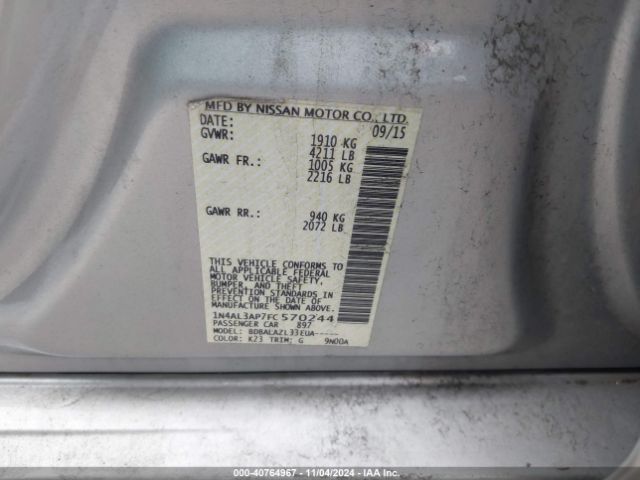 MFD BY NISSAN MOTOR CO., LTD.
DATE: 09/15
GVWR: 1910 KG
4211 LB
GAWR FR.: 1005 KG
2216 LB
GAWR RR.: 940 KG
2072 LB
THIS VEHICLE CONFORMS TO
ALL APPLICABLE FEDERAL
MOTOR VEHICLE SAFETY,
BUMPER, AND THEFT
PREVENTION STANDARDS IN
EFFECT ON THE DATE OF
MANUFACTURE SHOWN ABOVE.
1N4AL3AP7FC570244
PASSENGER CAR 897
MODEL: BDBALAZL33EUA-----
COLOR: K23 TRIM: G 9N00A
000-40764967 - 11/04/2024 - IAA Inc.